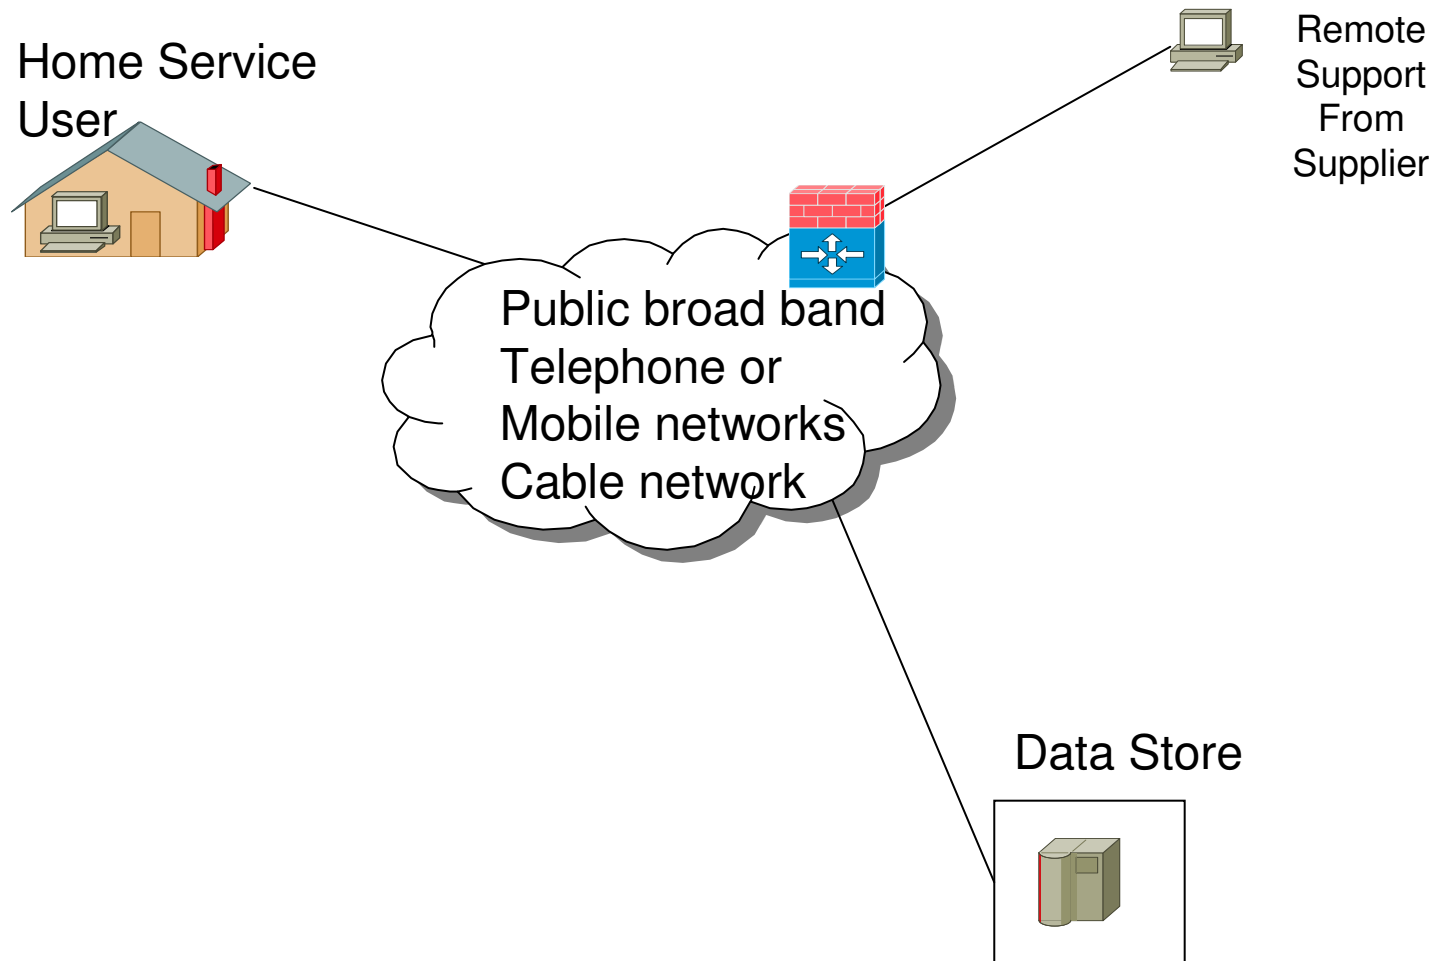 Home Service
User
Remote
Support
From
Supplier
Public broad band
Telephone or
Mobile networks
Cable network
Data Store